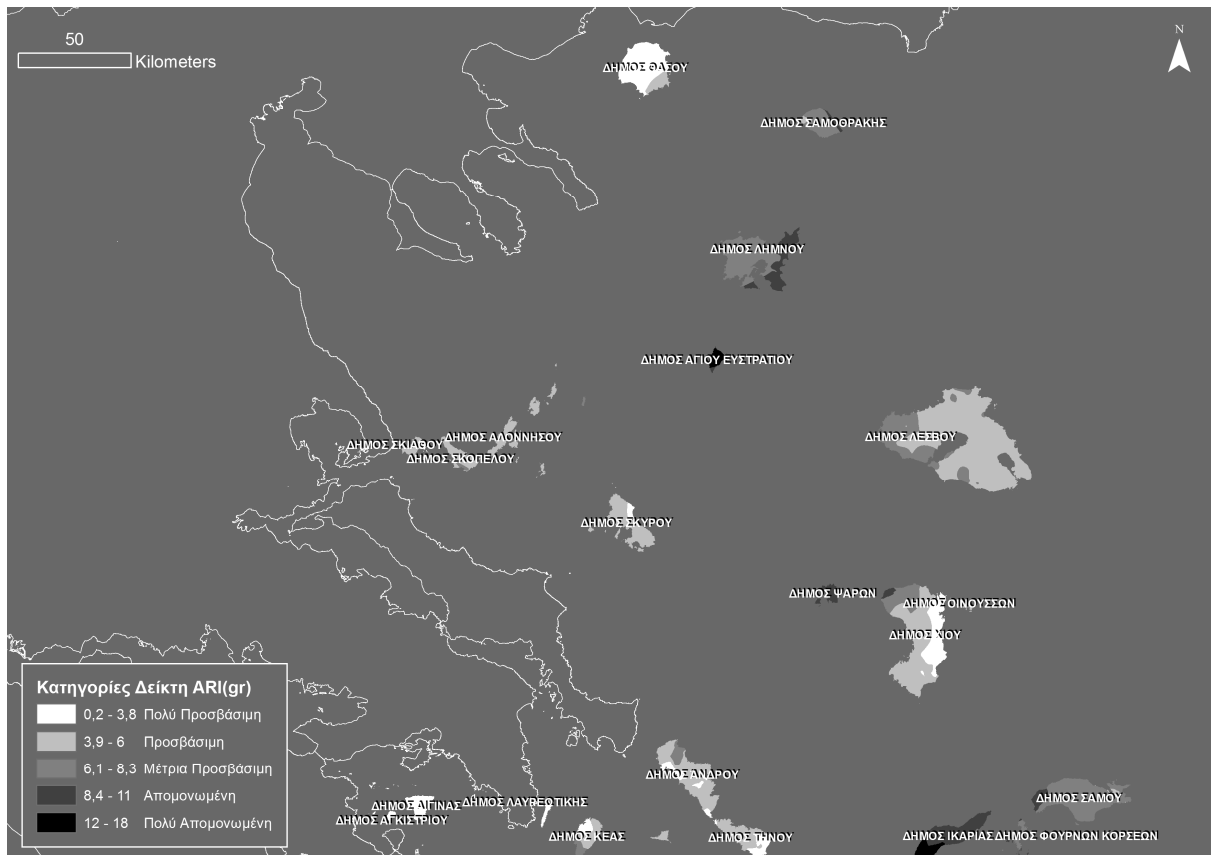 50
Kilometers
N
ΔΗΜΟΣ ΘΑΣΟΥ
ΔΗΜΟΣ ΣΑΜΟΘΡΑΚΗΣ
ΔΗΜΟΣ ΛΗΜΝΟΥ
ΔΗΜΟΣ ΑΓΙΟΥ ΕΥΣΤΡΑΤΙΟΥ
ΔΗΜΟΣ ΣΚΙΑΘΟΥ
ΔΗΜΟΣ ΑΛΟΝΝΗΣΟΥ
ΔΗΜΟΣ ΛΕΣΒΟΥ
ΔΗΜΟΣ ΣΚΟΠΕΛΟΥ
ΔΗΜΟΣ ΣΚΥΡΟΥ
ΔΗΜΟΣ ΨΑΡΩΝ
ΔΗΜΟΣ ΟΙΝΟΥΣΣΩΝ
ΔΗΜΟΣ ΧΙΟΥ
Κατηγορίες Δείκτη ARI(gr)
0,2 - 3,8 Πολύ Προσβάσιμη
3,9 - 6 Προσβάσιμη
6,1 - 8,3 Μέτρια Προσβάσιμη
8,4 - 11 Απομονωμένη
12 - 18 Πολύ Απομονωμένη
ΔΗΜΟΣ ΑΝΔΡΟΥ
ΔΗΜΟΣ ΑΙΓΙΝΑΣ
ΔΗΜΟΣ ΛΑΥΡΕΩΤΙΚΗΣ
ΔΗΜΟΣ ΣΑΜΟΥ
ΔΗΜΟΣ ΑΓΚΙΣΤΡΙΟΥ
ΔΗΜΟΣ ΚΕΑΣ
ΔΗΜΟΣ ΤΗΝΟΥ
ΔΗΜΟΣ ΙΚΑΡΙΑΣ
ΔΗΜΟΣ ΦΟΥΡΝΩΝ ΚΟΡΣΕΩΝ